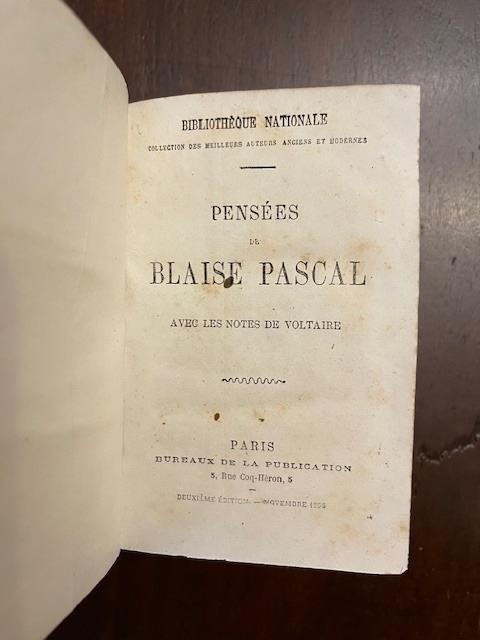 BIBLIOTHÈQUE NATIONALE
COLLECTION DES MEILLEURS AUTEURS ANCIENS ET MODERNES
PENSÉES
DE
BLAISE PASCAL
AVEC LES NOTES DE VOLTAIRE
PARIS
BUREAUX DE LA PUBLICATION
5, Rue Coq-Héron, 5
DEUXIÈME ÉDITION. — NOVEMBRE